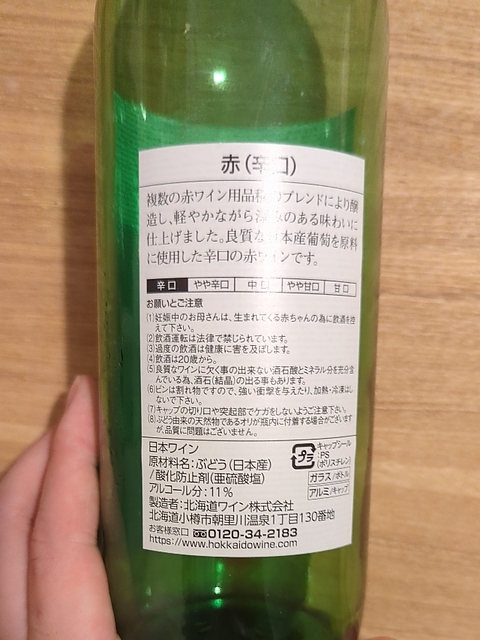 赤(辛口)
複数の赤ワイン用品種のブレンドにより醸
造し、軽やかながら深みのある味わいに
仕上げました。良質な日本産葡萄を原料
に使用した辛口の赤ワインです。
辛口 やや辛口 中口 やや甘口 甘口
お願いとご注意
(1)妊娠中のお母さんは、生まれてくる赤ちゃんの為に飲酒を控
えて下さい。
(2)飲酒運転は法律で禁じられています。
(3)過度の飲酒は健康に害を及ぼします。
(4)飲酒は20歳から。
(5)良質なワインに欠く事の出来ない酒石酸とミネラル分を充分含
んでいる為、酒石(結晶)の出る事もあります。
(6)ビンは割れ物ですので、強い衝撃を与えたり、加熱・冷凍はし
ないで下さい。
(7)キャップの切り口や突起部でケガをしないようご注意下さい。
(8)ぶどう由来の天然物であるオリが瓶内に付着する場合がございます
が、品質に問題はございません。
日本ワイン
原材料名:ぶどう(日本産)
/酸化防止剤(亜硫酸塩)
アルコール分:11%
製造者:北海道ワイン株式会社
北海道小樽市朝里川温泉1丁目130番地
お客様窓口 0120-34-2183
https://www.hokkaidowine.com
プラ
キャップシール
:PS
(ポリスチレン)
ガラス/ボトル
アルミ/キャップ